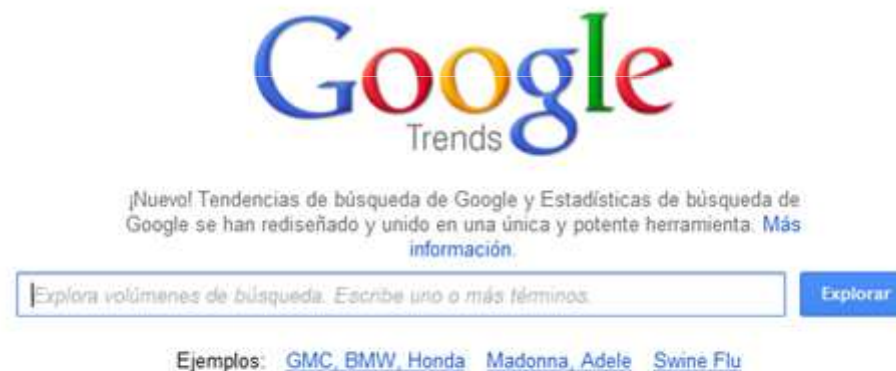 Google
Trends
¡Nuevo! Tendencias de búsqueda de Google y Estadísticas de búsqueda de
Google se han rediseñado y unido en una única y potente herramienta. Más
información.
Explora volúmenes de búsqueda. Escribe uno o más términos.
Explorar
Ejemplos: GMC, BMW, Honda Madonna, Adele Swine Flu